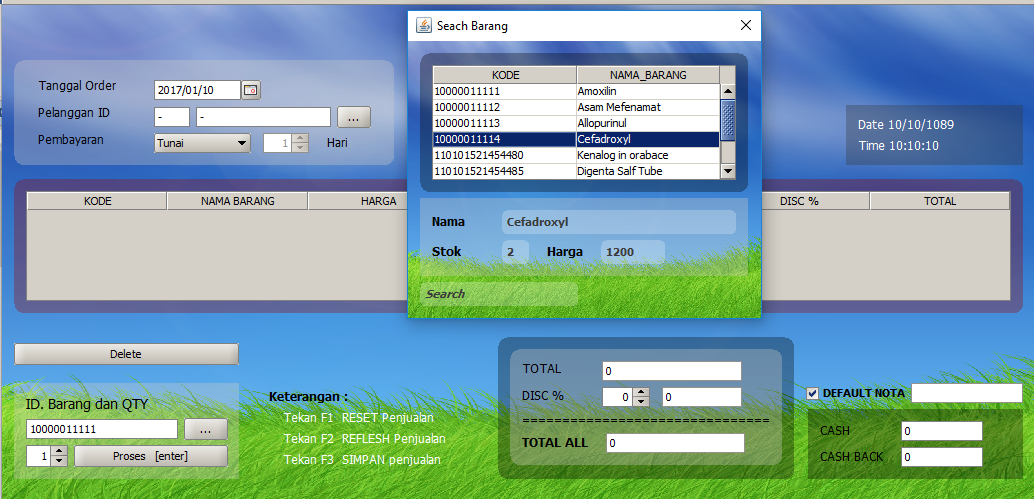 Seach Barang
Tanggal Order 2017/01/10
Pelanggan ID - - ...
Pembayaran Tunai 1 Hari
KODE NAMA_BARANG
10000011111 Amoxilin
10000011112 Asam Mefenamat
10000011113 Allopurinul
10000011114 Cefadroxyl
110101521454480 Kenalog in orabace
110101521454485 Digenta Salf Tube
Date 10/10/1089
Time 10:10:10
KODE NAMA BARANG HARGA DISC % TOTAL
Nama Cefadroxyl
Stok 2 Harga 1200
Search
Delete
ID. Barang dan QTY
10000011111 ...
1 Proses [enter]
Keterangan :
Tekan F1 RESET Penjualan
Tekan F2 REFLESH Penjualan
Tekan F3 SIMPAN penjualan
TOTAL 0
DISC % 0 0
==============================
TOTAL ALL 0
DEFAULT NOTA
CASH 0
CASH BACK 0